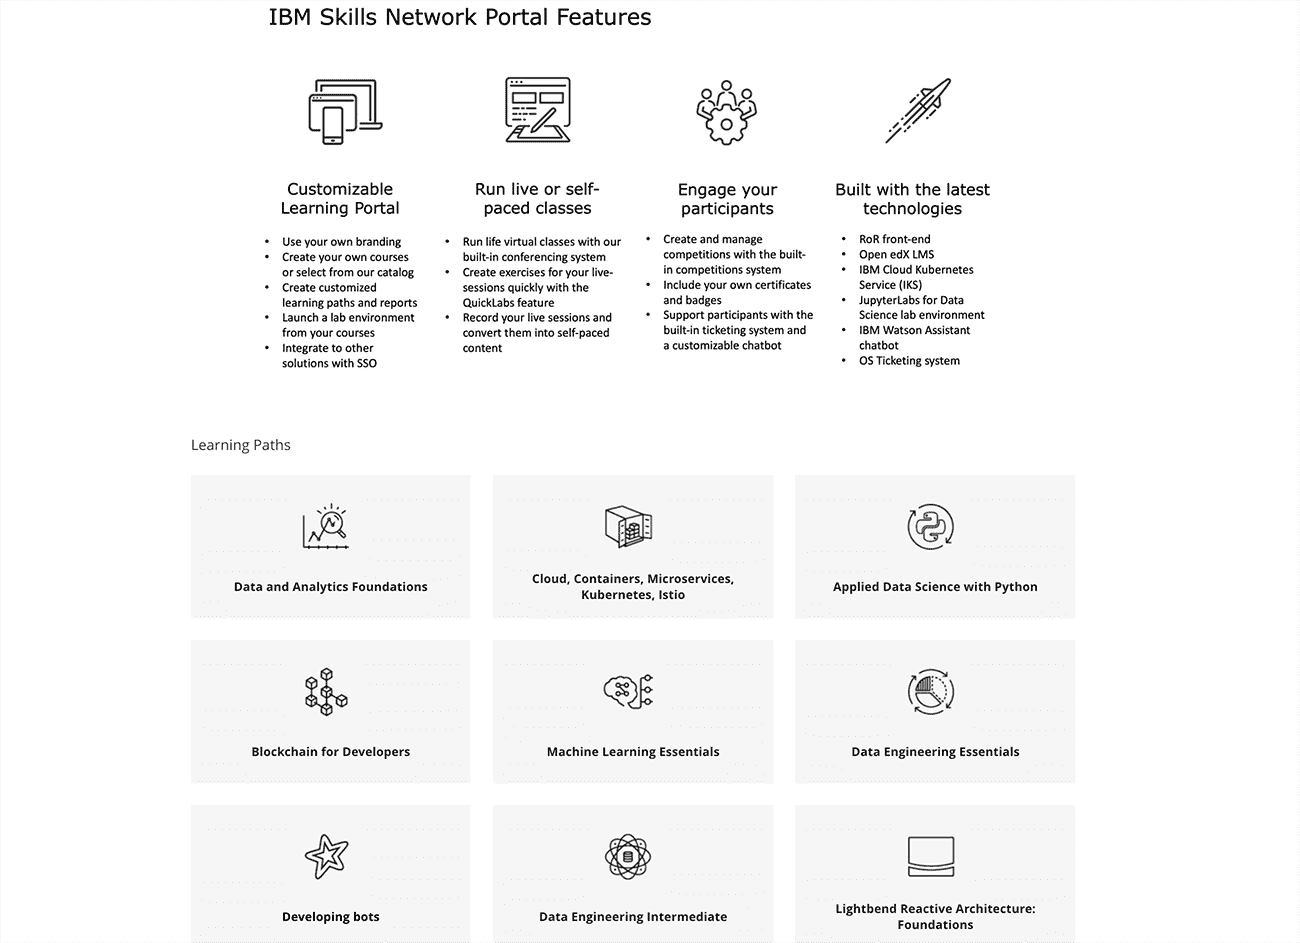 IBM Skills Network Portal Features
Customizable
Learning Portal
• Use your own branding
• Create your own courses
or select from our catalog
• Create customized
learning paths and reports
• Launch a lab environment
from your courses
• Integrate to other
solutions with SSO
Run live or self-
paced classes
• Run life virtual classes with our
built-in conferencing system
• Create exercises for your live-
sessions quickly with the
QuickLabs feature
• Record your live sessions and
convert them into self-paced
content
Engage your
participants
• Create and manage
competitions with the built-
in competitions system
• Include your own certificates
and badges
• Support participants with the
built-in ticketing system and
a customizable chatbot
Built with the latest
technologies
• RoR front-end
• Open edX LMS
• IBM Cloud Kubernetes
Service (IKS)
• JupyterLabs for Data
Science lab environment
• IBM Watson Assistant
chatbot
• OS Ticketing system
Learning Paths
Data and Analytics Foundations
Cloud, Containers, Microservices,
Kubernetes, Istio
Applied Data Science with Python
Blockchain for Developers
Machine Learning Essentials
Data Engineering Essentials
Developing bots
Data Engineering Intermediate
Lightbend Reactive Architecture:
Foundations